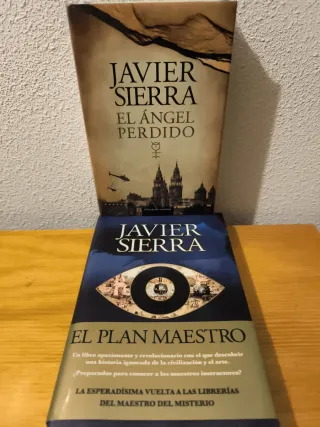 JAVIER
SIERRA
EL ÁNGEL
PERDIDO
JAVIER
SIERRA
EL PLAN MAESTRO
Un libro apasionante y revolucionario con el que descubrir
una historia ignorada de la civilización y el arte.
¿Preparados para conocer a los maestros instructores?
LA ESPERADÍSIMA VUELTA A LAS LIBRERÍAS
DEL MAESTRO DEL MISTERIO